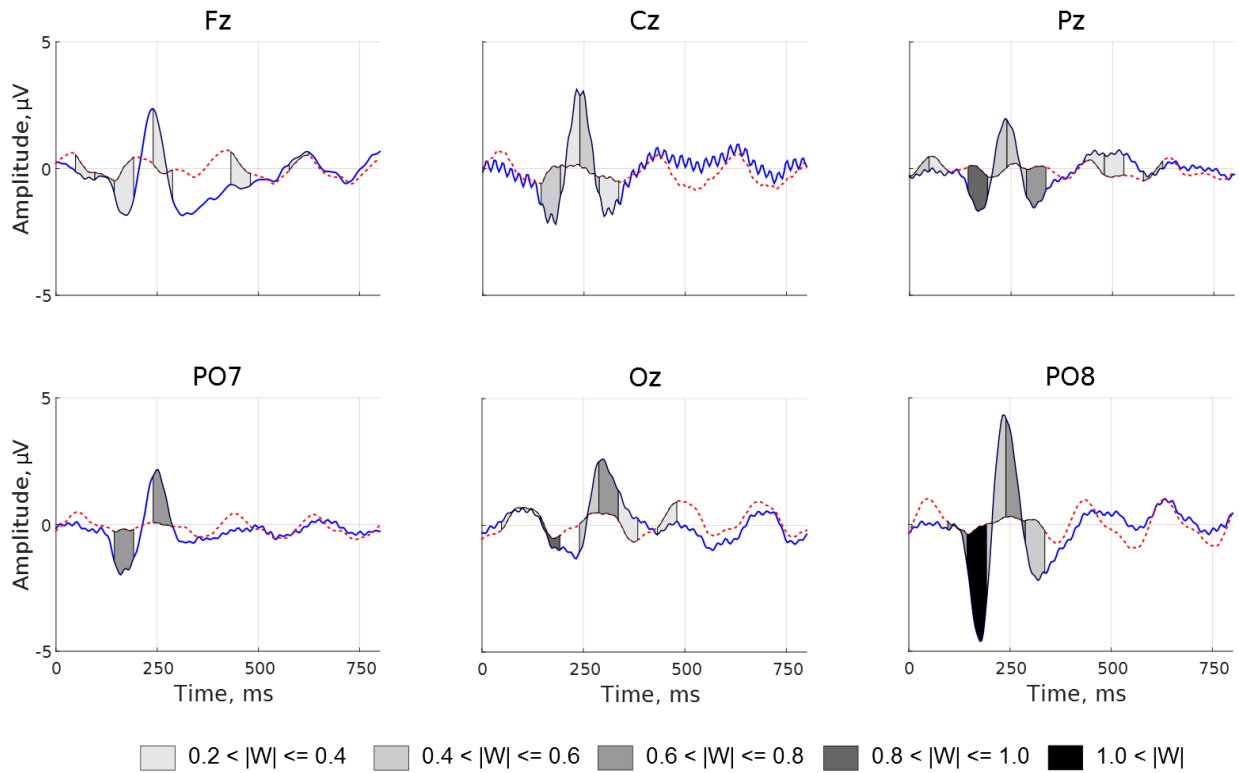 Fz Cz Pz
5
0
-5
Amplitude, µV
PO7 Oz PO8
5
0
-5
Amplitude, µV
0 250 500 750 0 250 500 750 0 250 500 750
Time, ms Time, ms Time, ms
0.2 < |W| <= 0.4 0.4 < |W| <= 0.6 0.6 < |W| <= 0.8 0.8 < |W| <= 1.0 1.0 < |W|